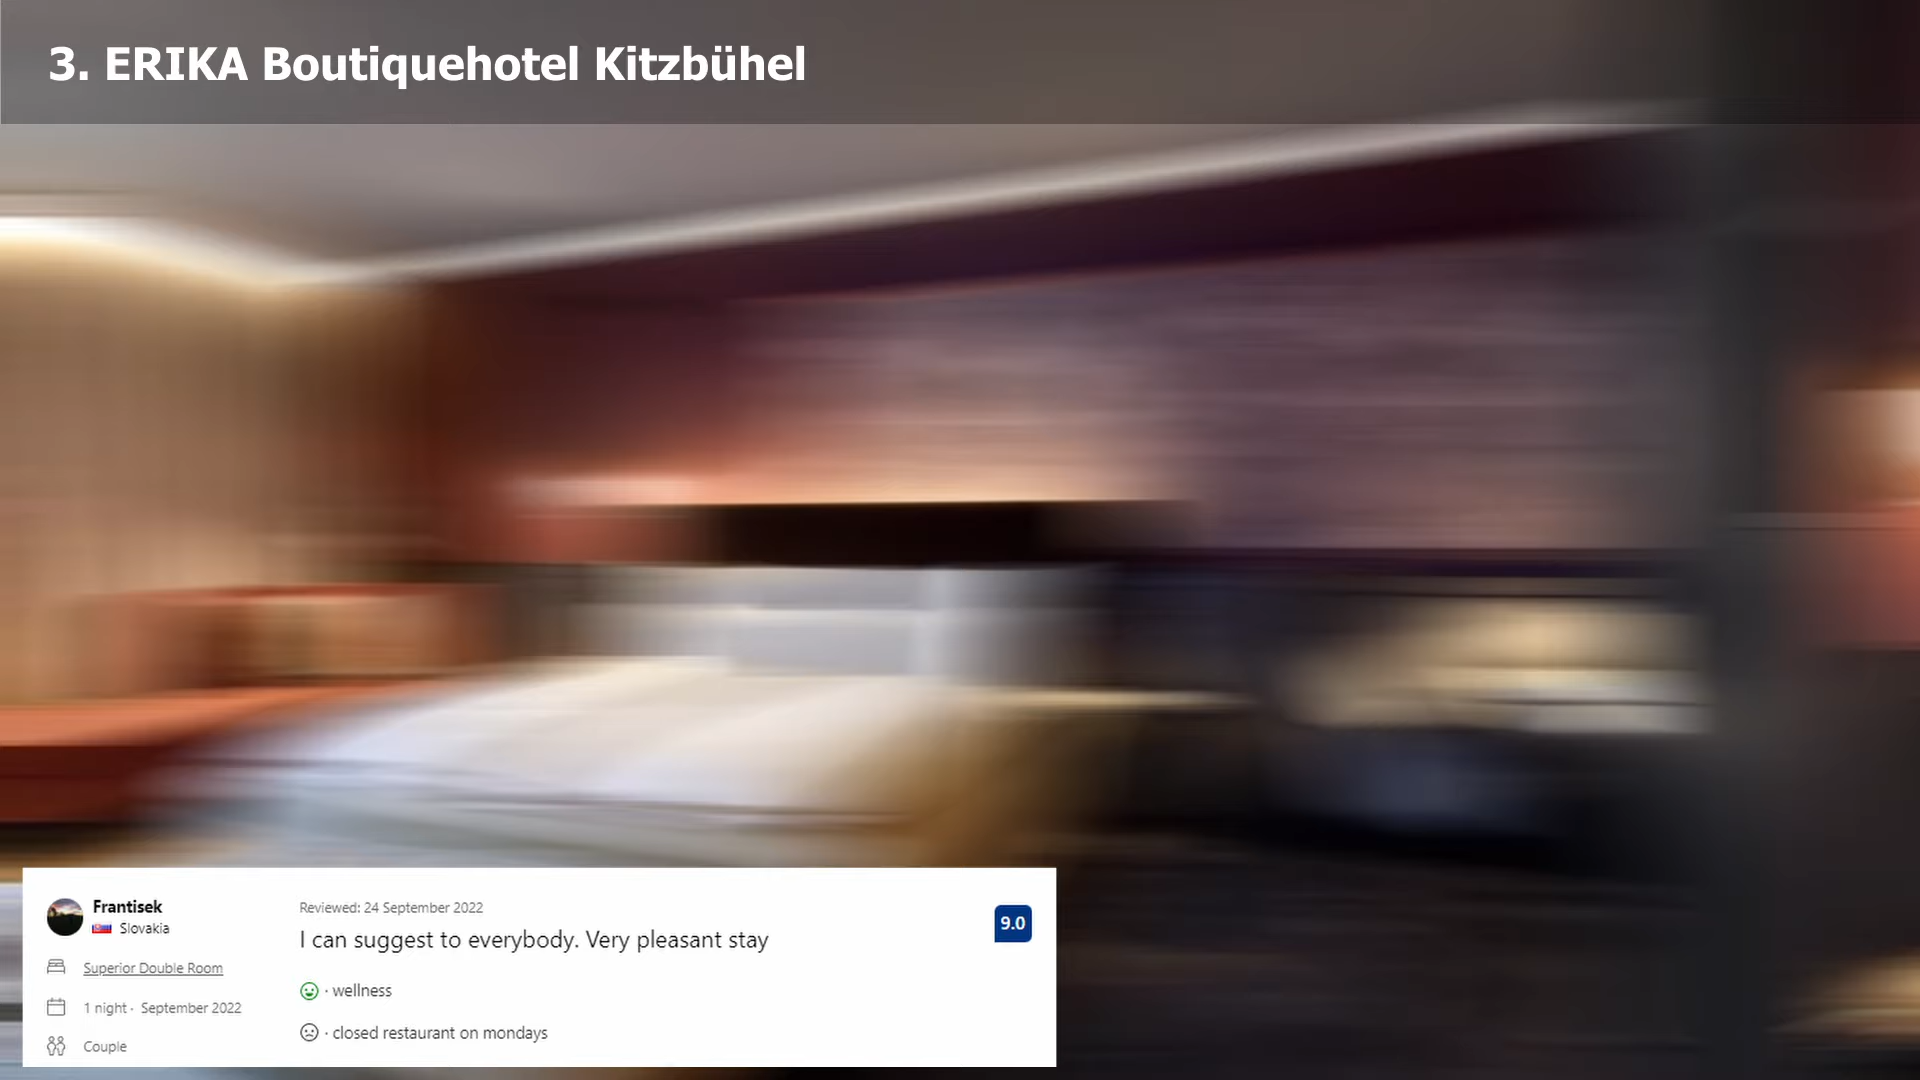 3. ERIKA Boutiquehotel Kitzbühel
Frantisek
Slovakia
Superior Double Room
1 night · September 2022
Couple
Reviewed: 24 September 2022
I can suggest to everybody. Very pleasant stay
· wellness
· closed restaurant on mondays
9.0